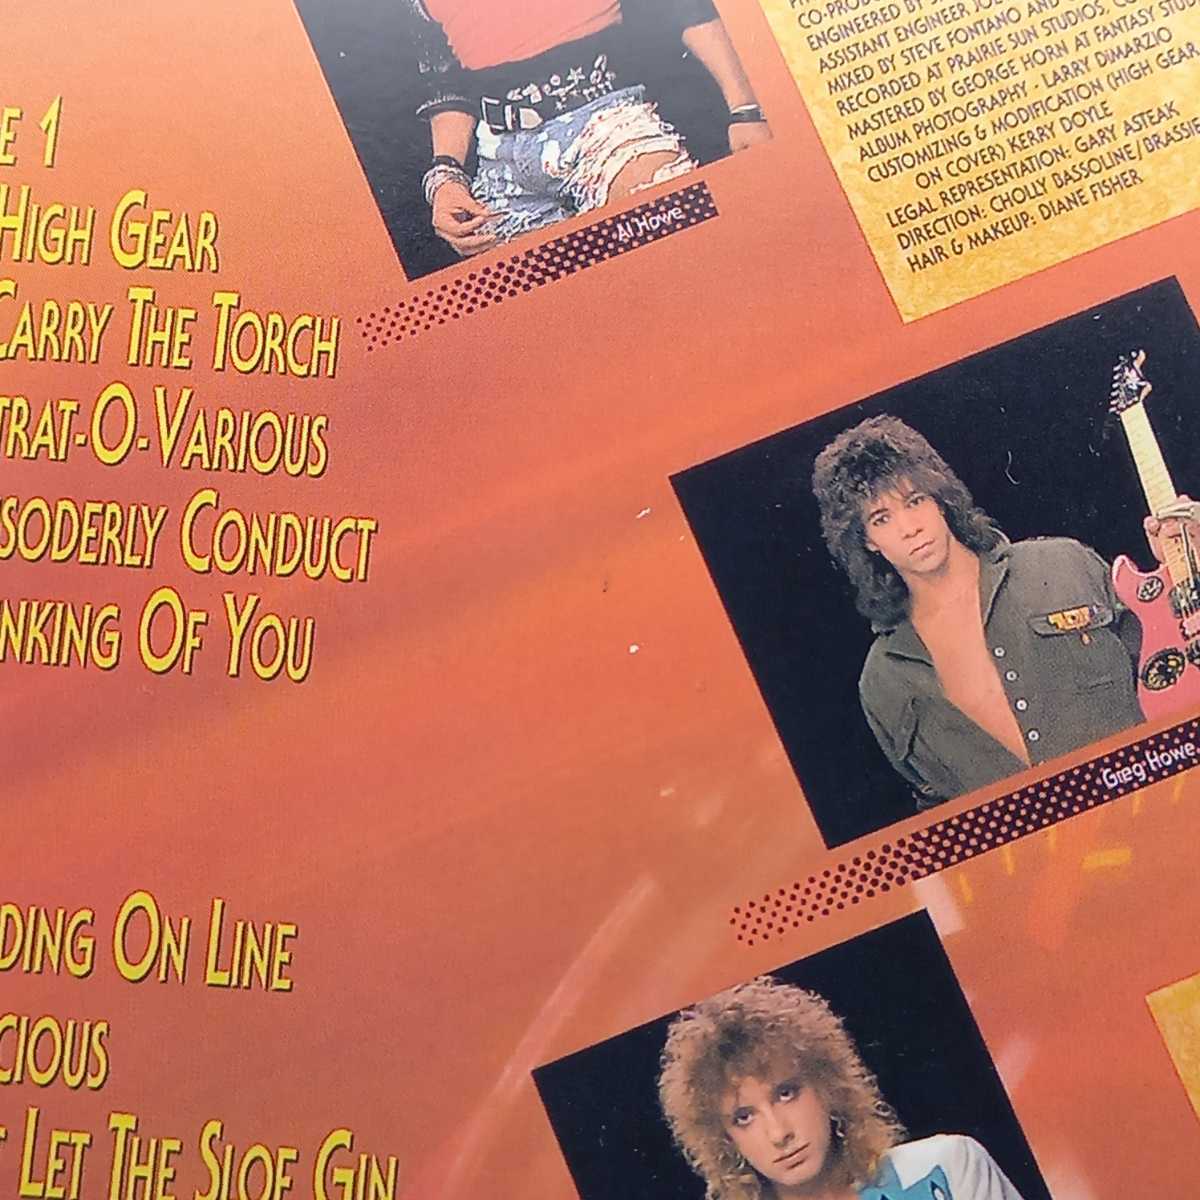 E 1
HIGH GEAR
CARRY THE TORCH
TRAT-O-VARIOUS
SODERLY CONDUCT
NKING OF YOU
DING ON LINE
CIOUS
LET THE SLOE GIN
Al Howe
ENGINEERED BY
ASSISTANT ENGINEER JOE
MIXED BY STEVE FONTANO AND
RECORDED AT PRAIRIE SUN STUDIOS, CO
MASTERED BY GEORGE HORN AT FANTASY STUD
ALBUM PHOTOGRAPHY - LARRY DIMARZIO
CUSTOMIZING & MODIFICATION (HIGH GEAR
ON COVER) KERRY DOYLE
LEGAL REPRESENTATION: GARY ASTEAK
DIRECTION: CHOLLY BASSOLINE/BRASSI
HAIR & MAKEUP: DIANE FISHER
Greg Howe